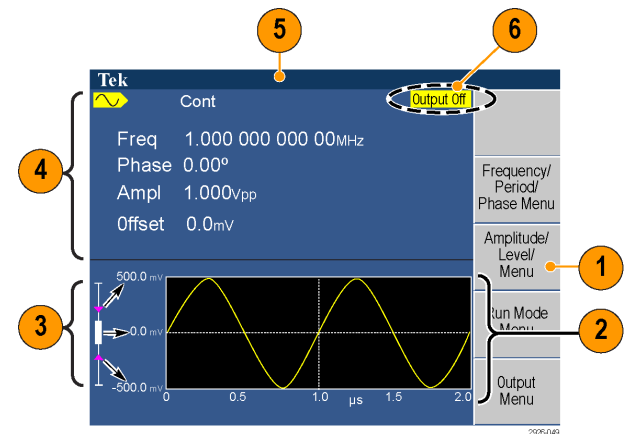 5
6
Tek
Cont
Output Off
4
Freq 1.000 000 000 00MHz
Phase 0.00º
Ampl 1.000Vpp
Offset 0.0mV
Frequency/
Period/
Phase Menu
Amplitude/
Level/
Menu
1
3
500.0 mV
0.0 mV
-500.0 mV
0 0.5 1.0 µs 1.5 2.0
Run Mode
Menu
2
Output
Menu
2926-049